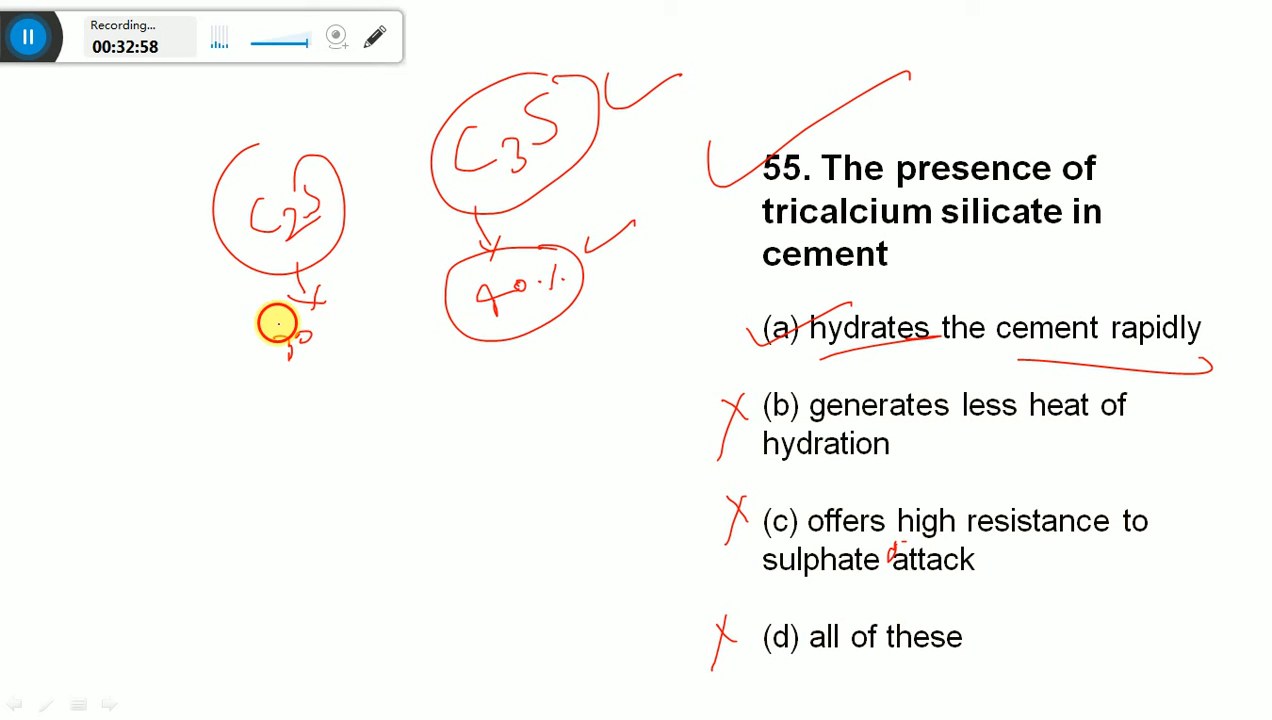 Recording...
00:32:58
C3S
C2S
40%
55. The presence of
tricalcium silicate in
cement
(a) hydrates the cement rapidly
(b) generates less heat of
hydration
(c) offers high resistance to
sulphate attack
(d) all of these